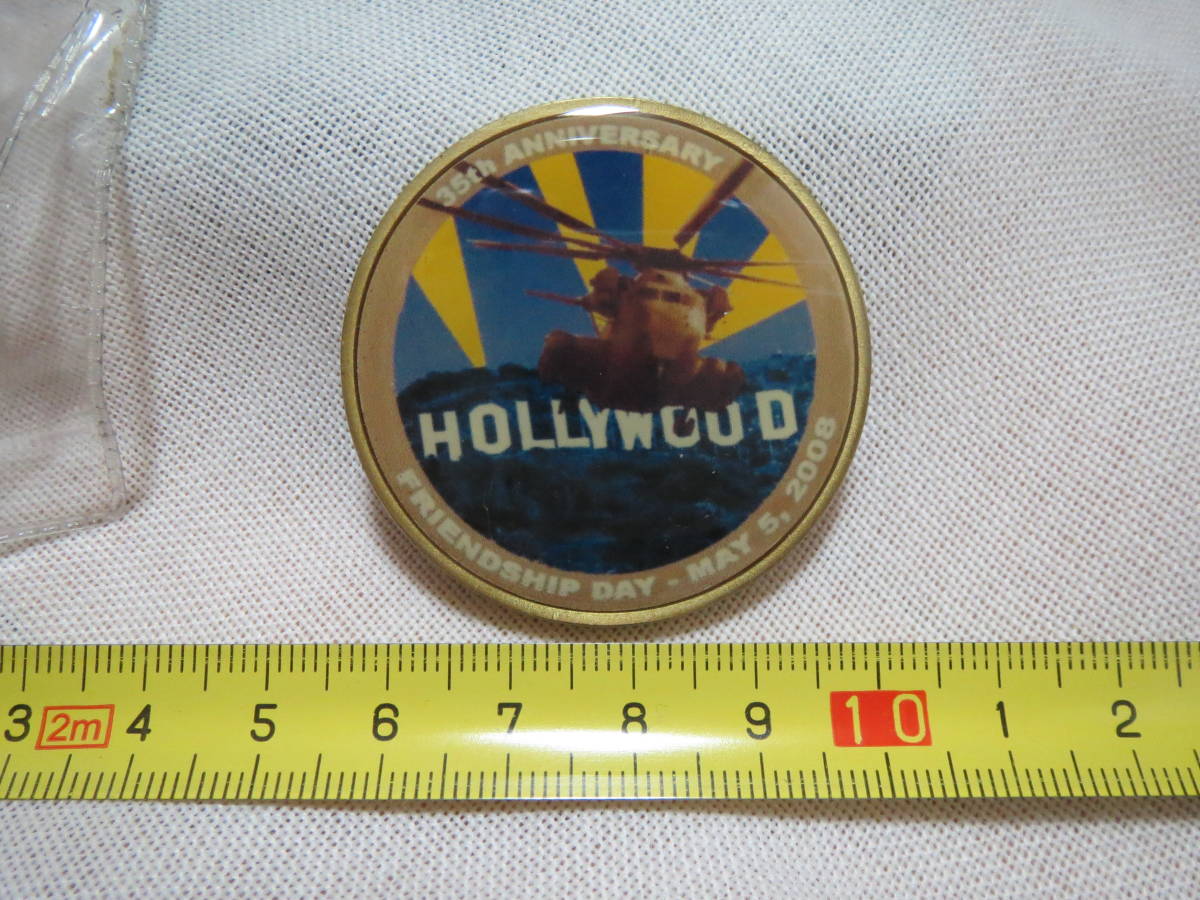 35th ANNIVERSARY
HOLLYWOOD
FRIENDSHIP DAY - MAY 5, 2008
3 2m 4 5 6 7 8 9 10 1 2